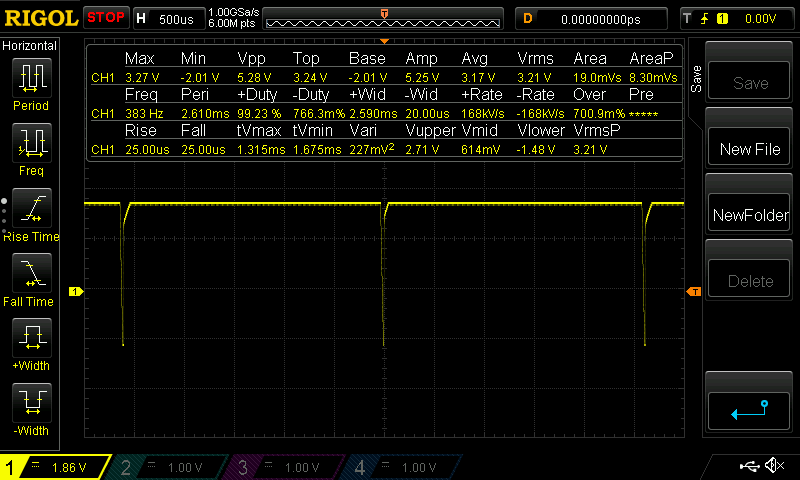 RIGOL STOP H 500us 1.00GSa/s 6.00M pts T D 0.00000000ps T 1 0.00V
Horizontal
Period
Freq
Rise Time
Fall Time
+Width
-Width
Max Min Vpp Top Base Amp Avg Vrms Area AreaP
CH1 3.27 V -2.01 V 5.28 V 3.24 V -2.01 V 5.25 V 3.17 V 3.21 V 19.0mVs 8.30mVs
Freq Peri +Duty -Duty +Wid -Wid +Rate -Rate Over Pre
CH1 383 Hz 2.610ms 99.23 % 766.3m% 2.590ms 20.00us 168kV/s -168kV/s 700.9m% *****
Rise Fall tVmax tVmin Vari Vupper Vmid Vlower VrmsP
CH1 25.00us 25.00us 1.315ms 1.675ms 227mV² 2.71 V 614mV -1.48 V 3.21 V
1
T
Save
Save
New File
NewFolder
Delete
1 1.86 V 2 1.00 V 3 1.00 V 4 1.00 V